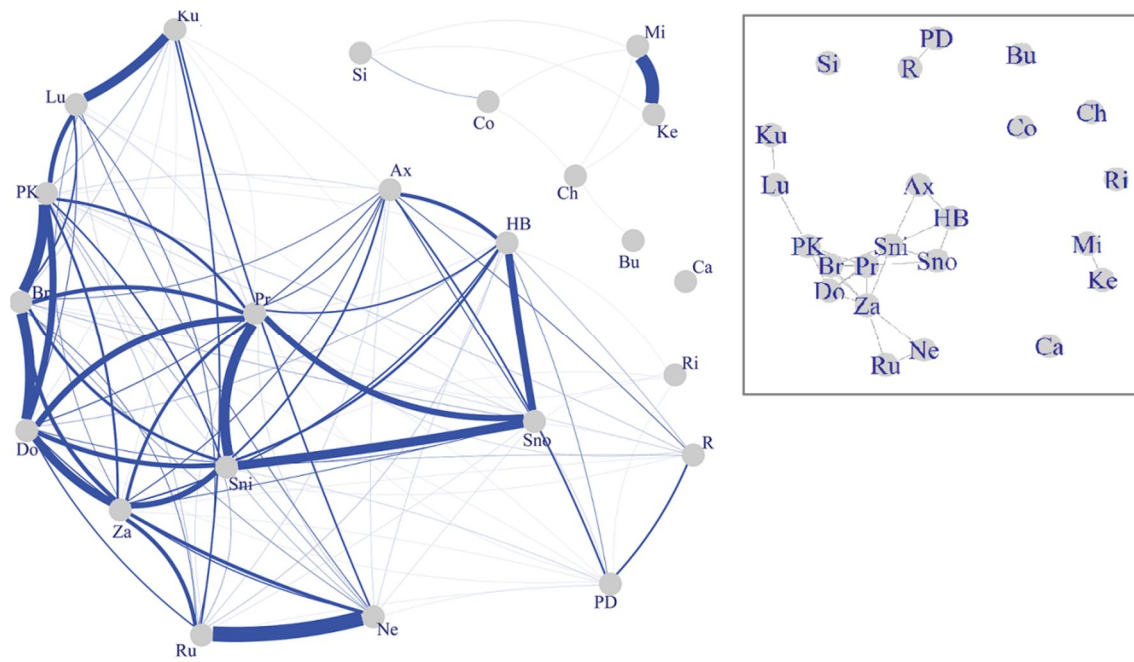 Ku
Mi
Si
Lu
Co
Ke
Ax
Ch
PK
HB
Bu
Ca
Br
Pr
Ri
Do
Sno
R
Sni
Za
PD
Ne
Ru
PD
Si
R
Bu
Ch
Ku
Co
Lu
Ax
Ri
HB
PK
Sni
Mi
Br
Pr
Sno
Ke
Do
Za
Ne
Ca
Ru